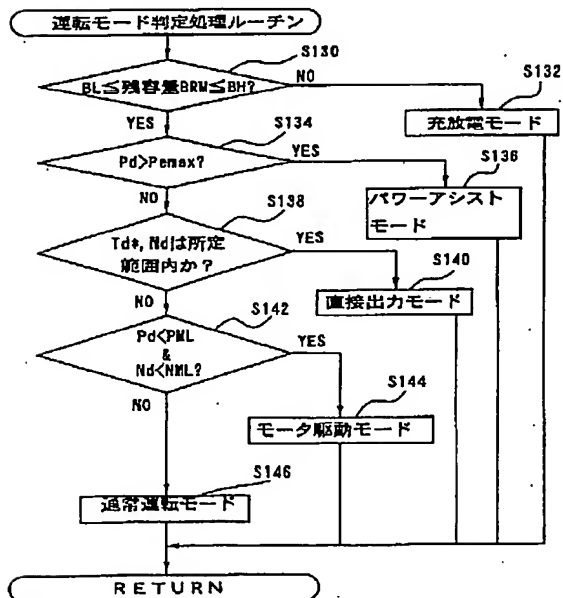 運転モード判定処理ルーチン
S130
BL≦残容量BRM≦BH?
NO
S132
充放電モード
YES
S134
Pd>Pemax?
YES
S136
パワーアシスト
モード
NO
S138
Td*, Ndは所定
範囲内か？
YES
S140
直接出力モード
NO
S142
Pd<PML
&
Nd<NML?
YES
S144
モータ駆動モード
NO
S146
通常運転モード
RETURN